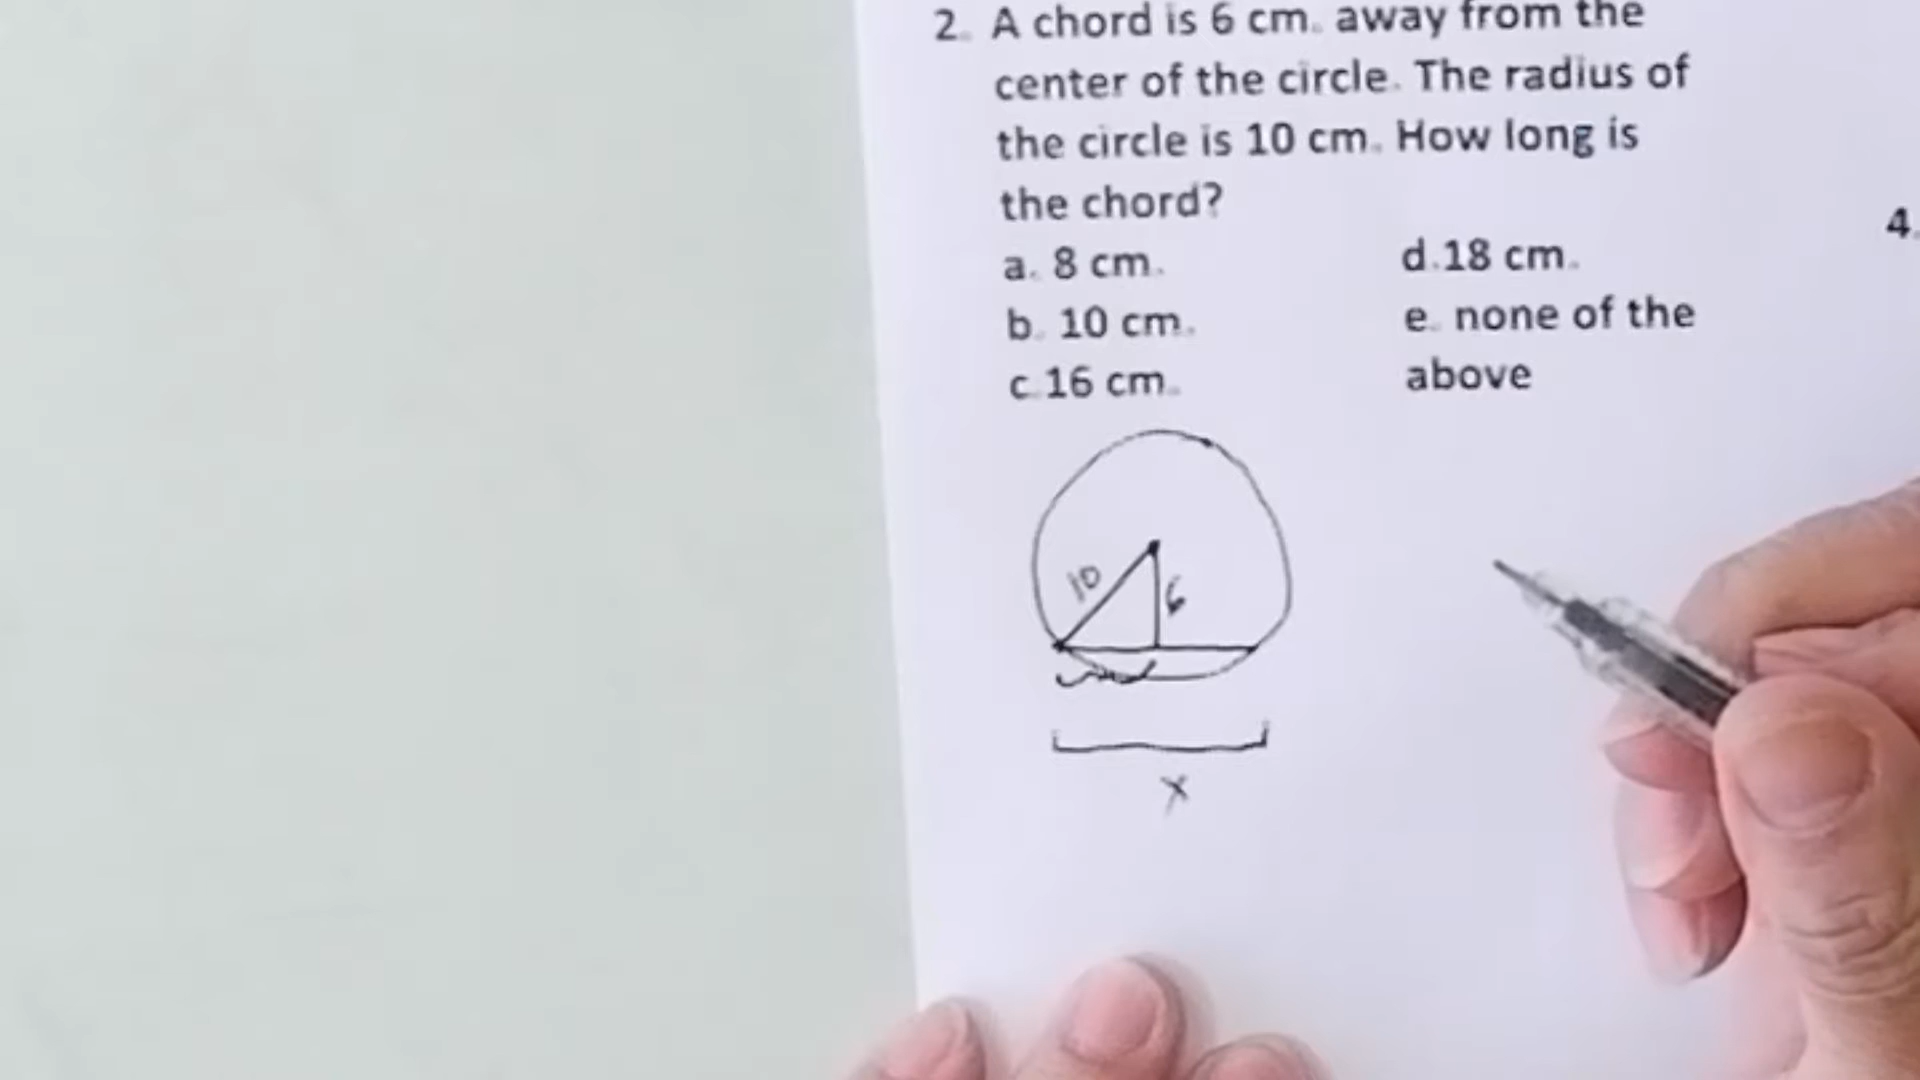 2. A chord is 6 cm. away from the
center of the circle. The radius of
the circle is 10 cm. How long is
the chord?
a. 8 cm.
b. 10 cm.
c.16 cm.
d.18 cm.
e. none of the
above
4.
10
6
x